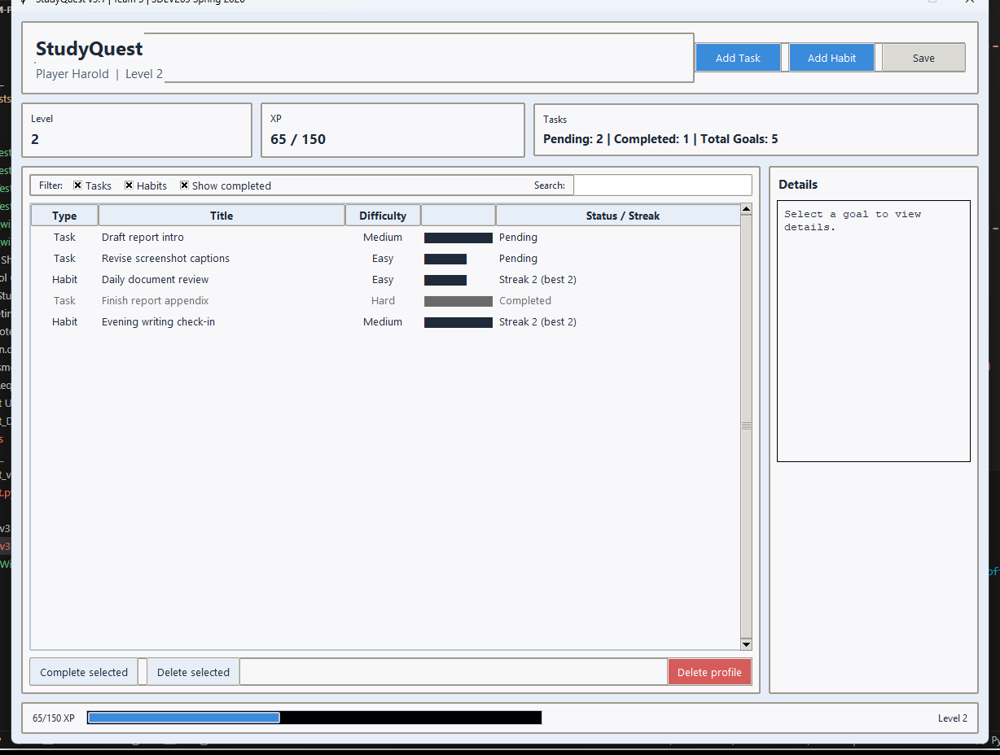 StudyQuest
Player Harold | Level 2
Add Task
Add Habit
Save
Level
2
XP
65 / 150
Tasks
Pending: 2 | Completed: 1 | Total Goals: 5
Filter: Tasks Habits Show completed Search:
Type Title Difficulty Status / Streak
Task Draft report intro Medium Pending
Task Revise screenshot captions Easy Pending
Habit Daily document review Easy Streak 2 (best 2)
Task Finish report appendix Hard Completed
Habit Evening writing check-in Medium Streak 2 (best 2)
Complete selected Delete selected Delete profile
Details
Select a goal to view
details.
65/150 XP
Level 2